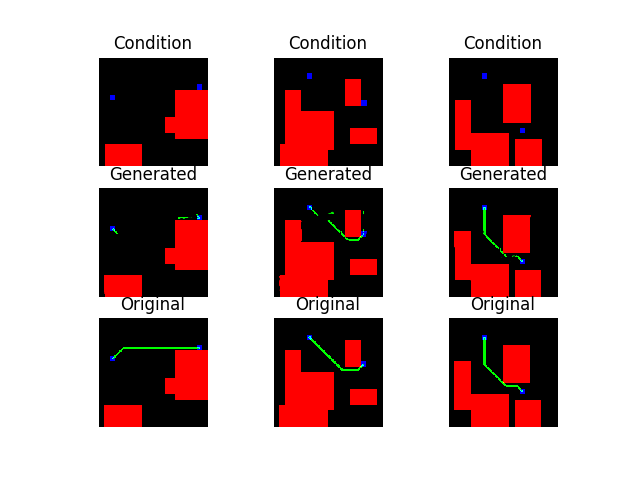 Condition Condition Condition
Generated Generated Generated
Original Original Original